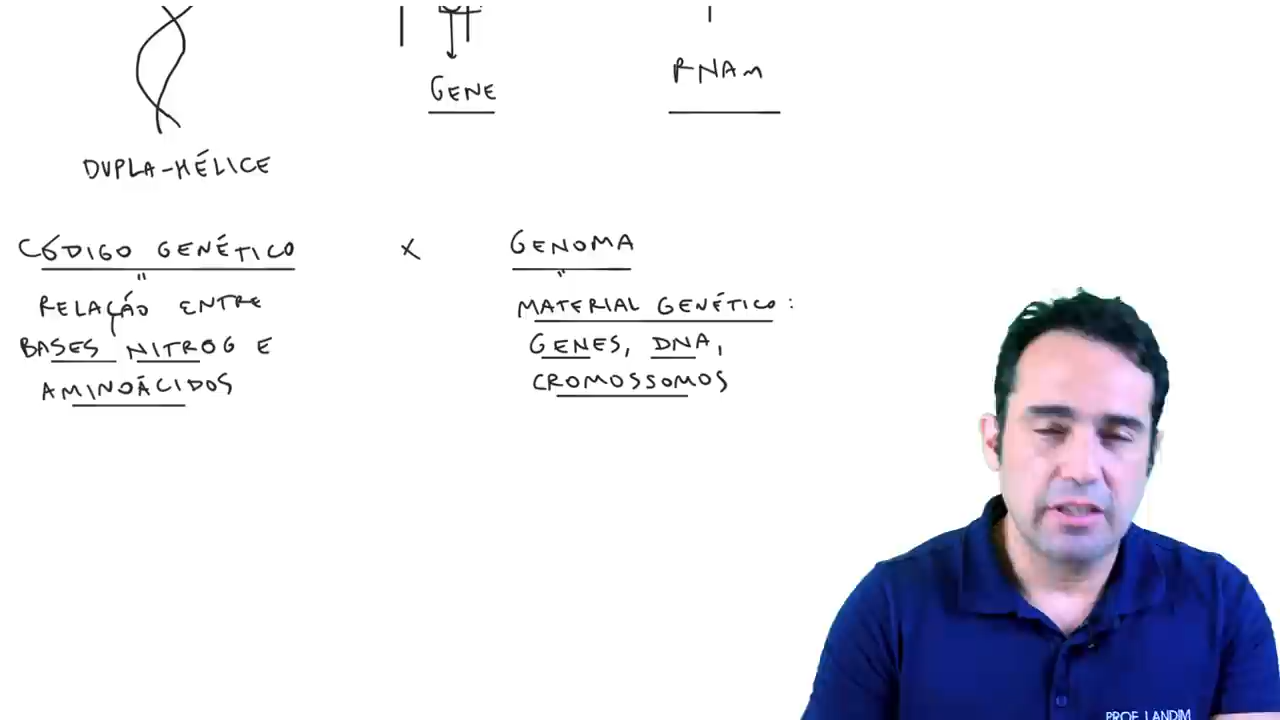 GENE
RNAm
DUPLA-HÉLICE
CÓDIGO GENÉTICO X GENOMA
" "
RELAÇÃO ENTRE
BASES NITROG E
AMINOÁCIDOS
MATERIAL GENÉTICO:
GENES, DNA,
CROMOSSOMOS
PROF LANDIM